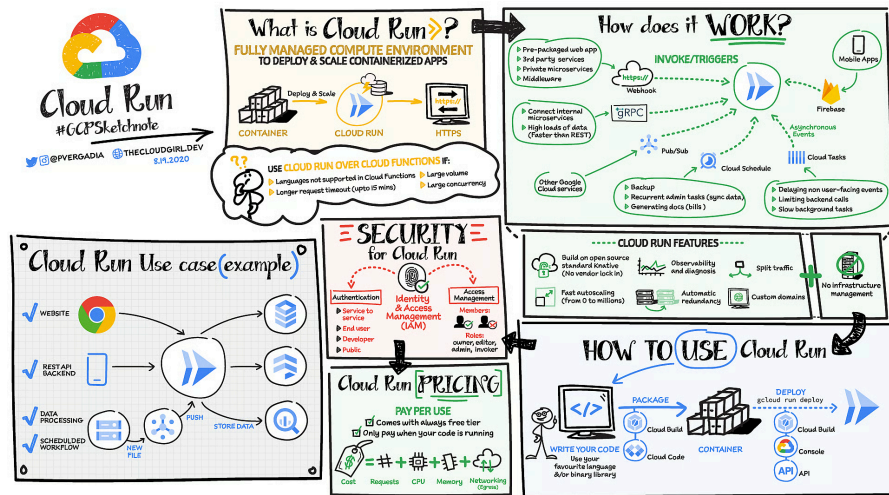 Cloud Run
#GCPSketchnote
@PVERGADIA
THECLOUDGIRL.DEV
8.19.2020
What is Cloud Run?
FULLY MANAGED COMPUTE ENVIRONMENT
TO DEPLOY & SCALE CONTAINERIZED APPS
Deploy & Scale
https://
CONTAINER
CLOUD RUN
HTTPS
??
USE CLOUD RUN OVER CLOUD FUNCTIONS IF:
Languages not supported in Cloud Functions
Large volume
Longer request timeout (upto 15 mins)
Large concurrency
How does it WORK?
Pre-packaged web app
3rd party services
Private microservices
Middleware
INVOKE/TRIGGERS
https://
Webhook
Mobile Apps
Firebase
Connect internal
microservices
High loads of data
(Faster than REST)
gRPC
Asynchronous
Events
Pub/Sub
Cloud Schedule
Cloud Tasks
Other Google
Cloud services
Backup
Recurrent admin tasks (sync data)
Generating docs (bills)
Delaying non user-facing events
Limiting backend calls
Slow background tasks
Cloud Run Use case (example)
WEBSITE
REST API
BACKEND
DATA
PROCESSING
SCHEDULED
WORKFLOW
NEW
FILE
PUSH
STORE DATA
SECURITY
for Cloud Run
Authentication
Service to
service
End user
Developer
Public
Identity
& Access
Management
(IAM)
Access
Management
Members:
Roles:
owner, editor,
admin, invoker
CLOUD RUN FEATURES
Build on open source
standard Knative
(No vendor lock in)
Observability
and diagnosis
Split traffic
Fast autoscaling
(from 0 to millions)
Automatic
redundancy
Custom domains
+
No infrastructure
management
Cloud Run PRICING
PAY PER USE
Comes with always free tier
Only pay when your code is running
$
=
#
+
+
+
Cost
Requests
CPU
Memory
Networking
(Egress)
HOW TO USE Cloud Run
</>
WRITE YOUR CODE
Use your
favourite language
&/or binary library
PACKAGE
Cloud Build
Cloud Code
CONTAINER
DEPLOY
gcloud run deploy
Cloud Build
Console
API
API